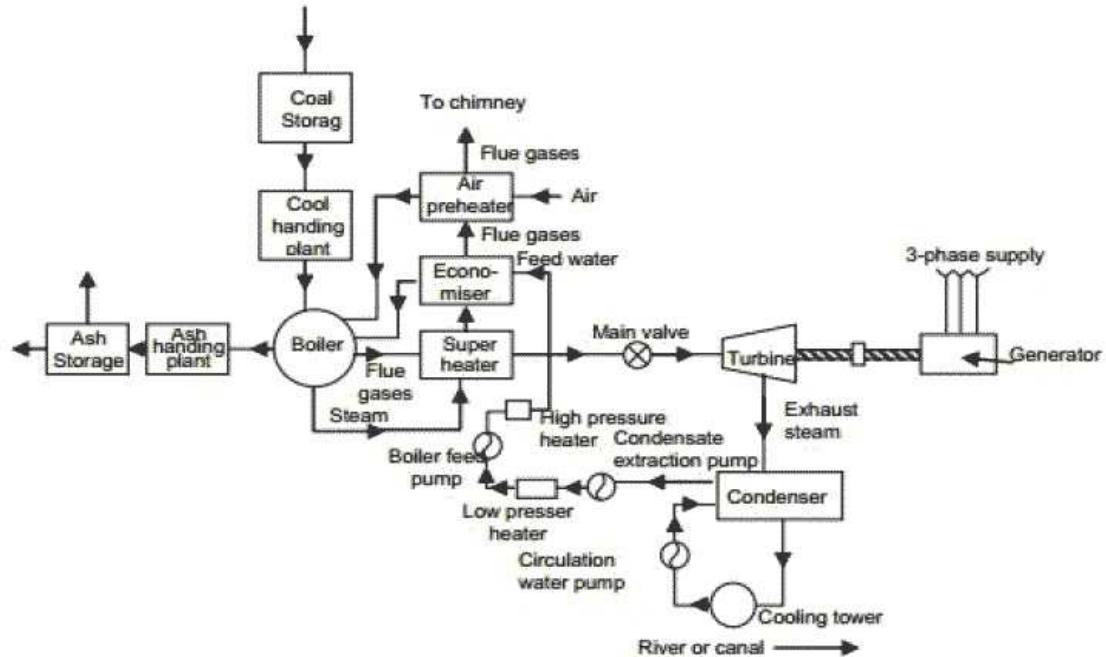 Coal
Storag
To chimney
Flue gases
Cool
handing
plant
Air
preheater
Air
Flue gases
Feed water
Econo-
miser
3-phase supply
Ash
Storage
Ash
handing
plant
Boiler
Super
heater
Main valve
Turbine
Generator
Flue
gases
Steam
Exhaust
steam
High pressure
heater
Boiler feed
pump
Condensate
extraction pump
Condenser
Low presser
heater
Circulation
water pump
Cooling tower
River or canal